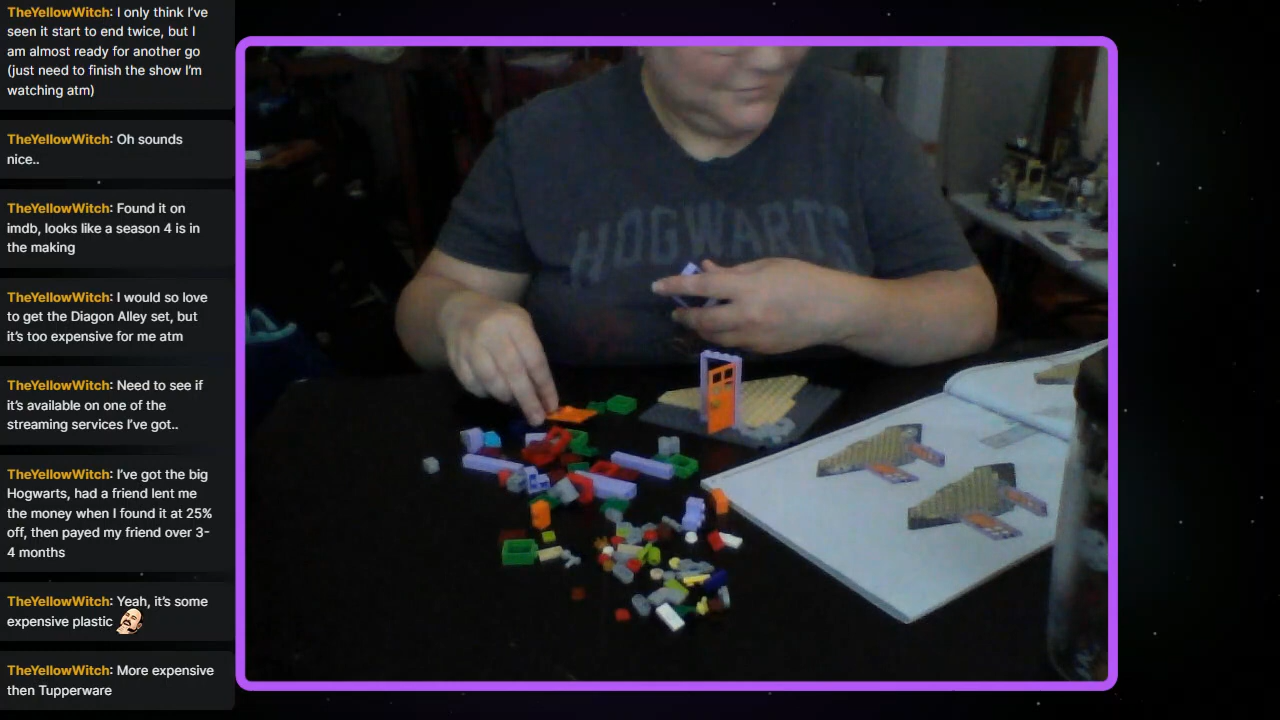 TheYellowWitch: I only think I've
seen it start to end twice, but I
am almost ready for another go
(just need to finish the show I'm
watching atm)
TheYellowWitch: Oh sounds
nice..
TheYellowWitch: Found it on
imdb, looks like a season 4 is in
the making
TheYellowWitch: I would so love
to get the Diagon Alley set, but
it's too expensive for me atm
TheYellowWitch: Need to see if
it's available on one of the
streaming services I've got..
TheYellowWitch: I've got the big
Hogwarts, had a friend lent me
the money when I found it at 25%
off, then payed my friend over 3-
4 months
TheYellowWitch: Yeah, it's some
expensive plastic
TheYellowWitch: More expensive
then Tupperware
HOGWARTS